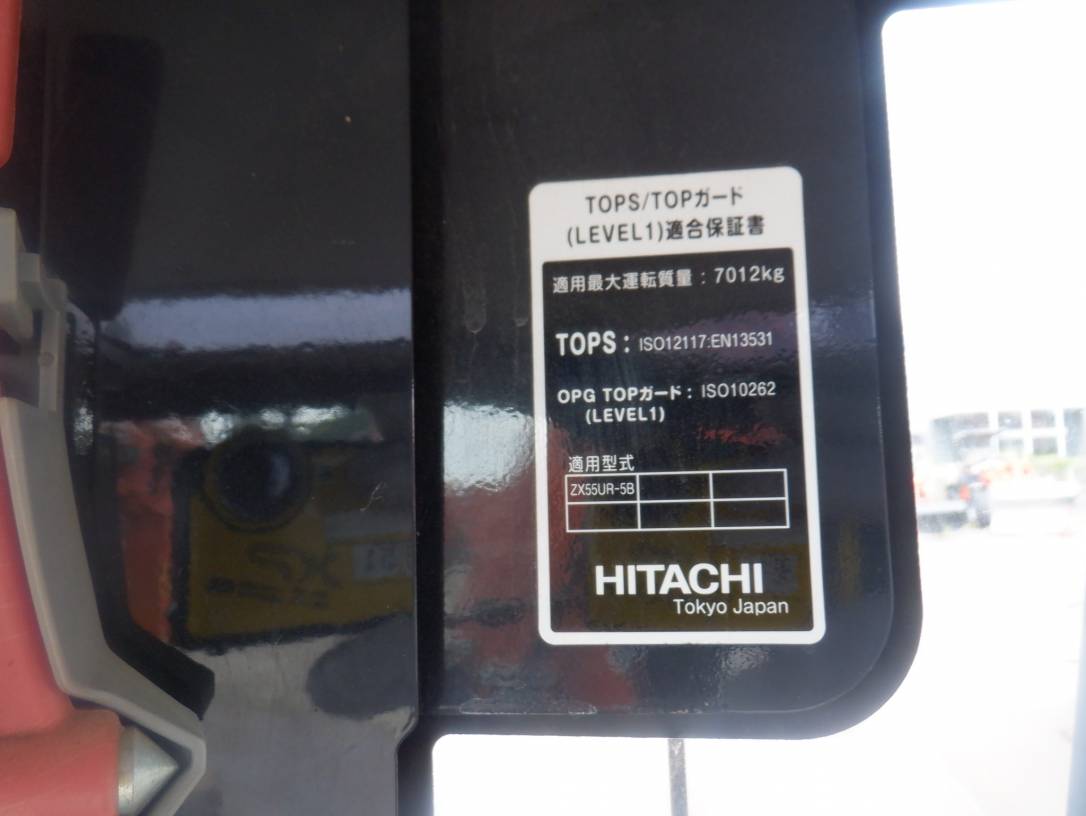 TOPS/TOPガード
(LEVEL1)適合保証書
適用最大運転質量：7012kg
TOPS：ISO12117:EN13531
OPG TOPガード：ISO10262
(LEVEL1)
適用型式
ZX55UR-5B
HITACHI
Tokyo Japan